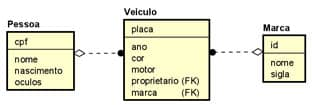 Pessoa
cpf
nome
nascimento
oculos
Veiculo
placa
ano
cor
motor
proprietario (FK)
marca (FK)
Marca
id
nome
sigla